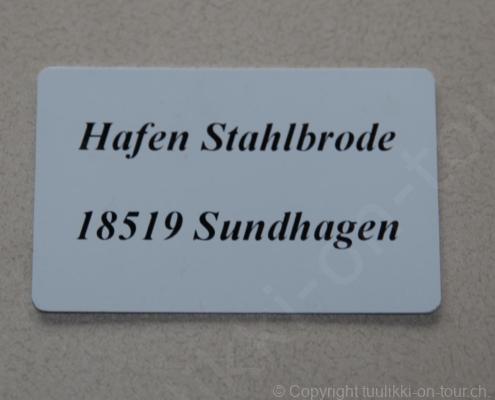 Hafen Stahlbrode
18519 Sundhagen
© Copyright tuulikki-on-tour.ch